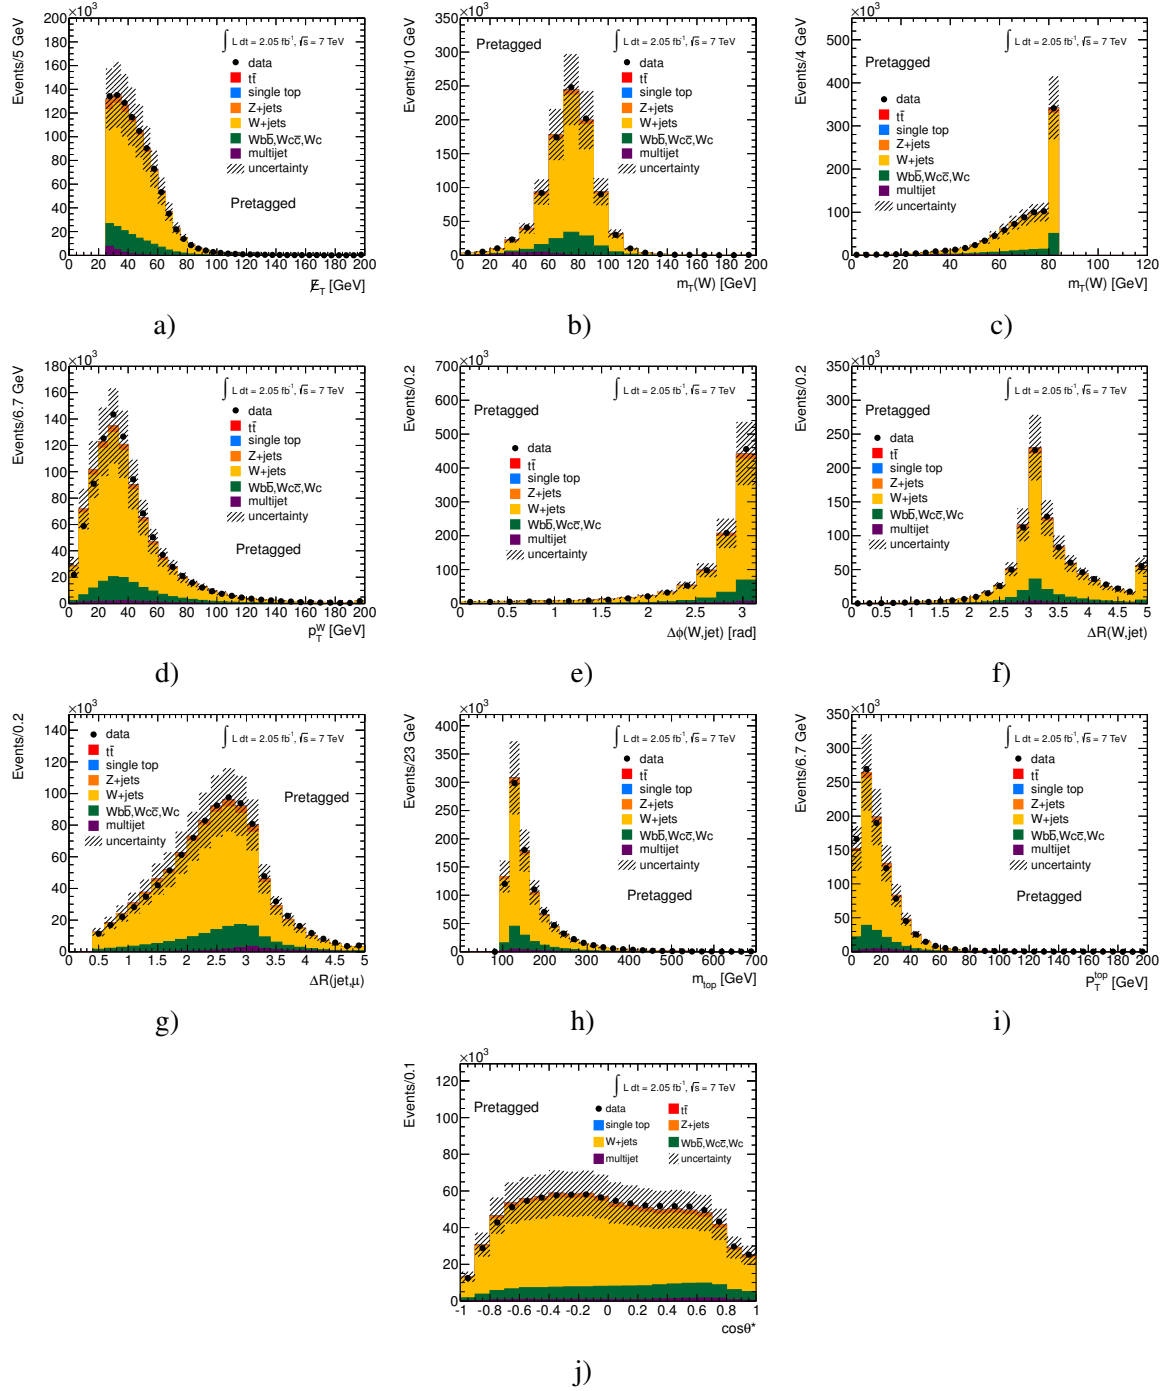 ×10³
Events/5 GeV
∫ L dt = 2.05 fb⁻¹, √s = 7 TeV
data
tt̄
single top
Z+jets
W+jets
Wbb̄,Wcc̄,Wc
multijet
uncertainty
Pretagged
200
180
160
140
120
100
80
60
40
20
0
0 20 40 60 80 100 120 140 160 180 200
E̸_T [GeV]
a)
×10³
Events/10 GeV
Pretagged
∫ L dt = 2.05 fb⁻¹, √s = 7 TeV
data
tt̄
single top
Z+jets
W+jets
Wbb̄,Wcc̄,Wc
multijet
uncertainty
350
300
250
200
150
100
50
0
0 20 40 60 80 100 120 140 160 180 200
m_T(W) [GeV]
b)
×10³
Events/4 GeV
∫ L dt = 2.05 fb⁻¹, √s = 7 TeV
Pretagged
data
tt̄
single top
Z+jets
W+jets
Wbb̄,Wcc̄,Wc
multijet
uncertainty
500
400
300
200
100
0
0 20 40 60 80 100 120
m_T(W) [GeV]
c)
×10³
Events/6.7 GeV
∫ L dt = 2.05 fb⁻¹, √s = 7 TeV
data
tt̄
single top
Z+jets
W+jets
Wbb̄,Wcc̄,Wc
multijet
uncertainty
Pretagged
180
160
140
120
100
80
60
40
20
0
0 20 40 60 80 100 120 140 160 180 200
p_T^W [GeV]
d)
×10³
Events/0.2
∫ L dt = 2.05 fb⁻¹, √s = 7 TeV
Pretagged
data
tt̄
single top
Z+jets
W+jets
Wbb̄,Wcc̄,Wc
multijet
uncertainty
700
600
500
400
300
200
100
0
0 0.5 1 1.5 2 2.5 3
Δϕ(W,jet) [rad]
e)
×10³
Events/0.2
∫ L dt = 2.05 fb⁻¹, √s = 7 TeV
Pretagged
data
tt̄
single top
Z+jets
W+jets
Wbb̄,Wcc̄,Wc
multijet
uncertainty
350
300
250
200
150
100
50
0
0 0.5 1 1.5 2 2.5 3 3.5 4 4.5 5
ΔR(W,jet)
f)
×10³
Events/0.2
∫ L dt = 2.05 fb⁻¹, √s = 7 TeV
data
tt̄
single top
Z+jets
W+jets
Wbb̄,Wcc̄,Wc
multijet
uncertainty
Pretagged
140
120
100
80
60
40
20
0
0 0.5 1 1.5 2 2.5 3 3.5 4 4.5 5
ΔR(jet,μ)
g)
×10³
Events/23 GeV
∫ L dt = 2.05 fb⁻¹, √s = 7 TeV
data
tt̄
single top
Z+jets
W+jets
Wbb̄,Wcc̄,Wc
multijet
uncertainty
Pretagged
400
350
300
250
200
150
100
50
0
0 100 200 300 400 500 600 700
m_top [GeV]
h)
×10³
Events/6.7 GeV
∫ L dt = 2.05 fb⁻¹, √s = 7 TeV
data
tt̄
single top
Z+jets
W+jets
Wbb̄,Wcc̄,Wc
multijet
uncertainty
Pretagged
350
300
250
200
150
100
50
0
0 20 40 60 80 100 120 140 160 180 200
P_T^top [GeV]
i)
×10³
Events/0.1
∫ L dt = 2.05 fb⁻¹, √s = 7 TeV
Pretagged
data tt̄
single top Z+jets
W+jets Wbb̄,Wcc̄,Wc
multijet uncertainty
120
100
80
60
40
20
0
-1 -0.8 -0.6 -0.4 -0.2 0 0.2 0.4 0.6 0.8 1
cosθ*
j)